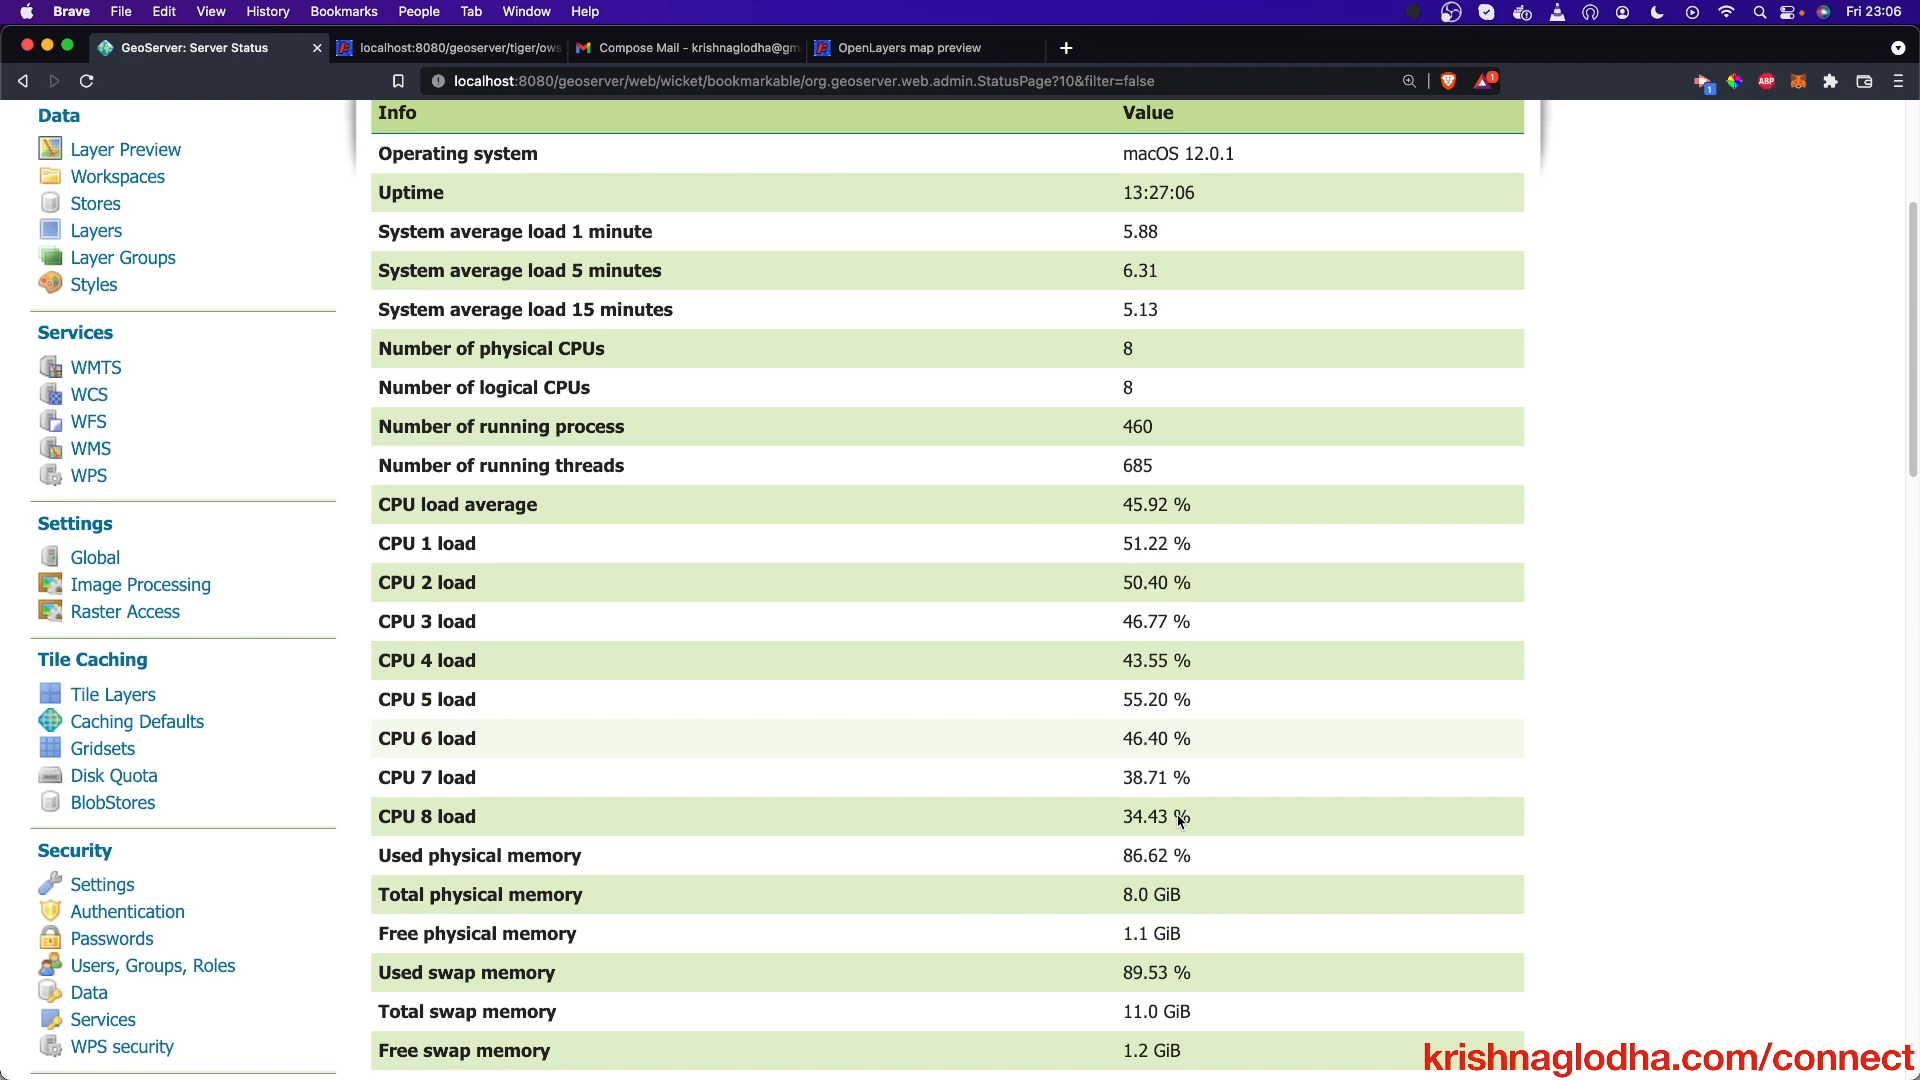 Brave File Edit View History Bookmarks People Tab Window Help Fri 23:06
GeoServer: Server Status localhost:8080/geoserver/tiger/ows Compose Mail - krishnaglodha@gm OpenLayers map preview
localhost:8080/geoserver/web/wicket/bookmarkable/org.geoserver.web.admin.StatusPage?10&filter=false 1 1 ABP
Data
Layer Preview
Workspaces
Stores
Layers
Layer Groups
Styles
Services
WMTS
WCS
WFS
WMS
WPS
Settings
Global
Image Processing
Raster Access
Tile Caching
Tile Layers
Caching Defaults
Gridsets
Disk Quota
BlobStores
Security
Settings
Authentication
Passwords
Users, Groups, Roles
Data
Services
WPS security
Info Value
Operating system macOS 12.0.1
Uptime 13:27:06
System average load 1 minute 5.88
System average load 5 minutes 6.31
System average load 15 minutes 5.13
Number of physical CPUs 8
Number of logical CPUs 8
Number of running process 460
Number of running threads 685
CPU load average 45.92 %
CPU 1 load 51.22 %
CPU 2 load 50.40 %
CPU 3 load 46.77 %
CPU 4 load 43.55 %
CPU 5 load 55.20 %
CPU 6 load 46.40 %
CPU 7 load 38.71 %
CPU 8 load 34.43 %
Used physical memory 86.62 %
Total physical memory 8.0 GiB
Free physical memory 1.1 GiB
Used swap memory 89.53 %
Total swap memory 11.0 GiB
Free swap memory 1.2 GiB
krishnaglodha.com/connect